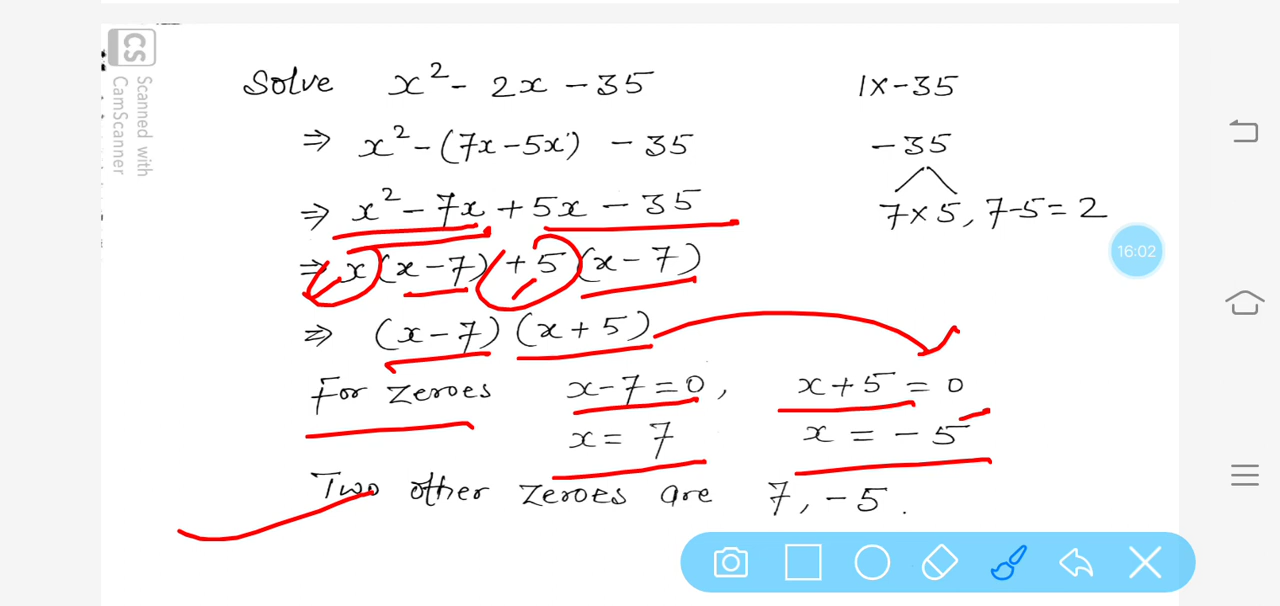 CS
Scanned with
CamScanner
Solve x² - 2x - 35
1x-35
⇒ x² - (7x - 5x) - 35
-35
⇒ x² - 7x + 5x - 35
7×5, 7-5=2
⇒ x(x-7) +5(x-7)
16:02
⇒ (x-7) (x+5)
For zeroes x-7=0, x+5=0
x=7 x=-5
Two other zeroes are 7, -5.